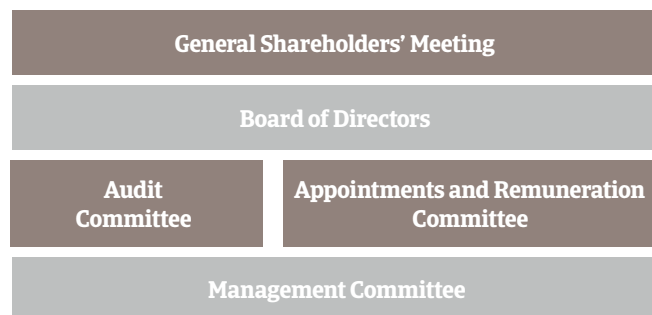 General Shareholders’ Meeting
Board of Directors
Audit
Committee
Appointments and Remuneration
Committee
Management Committee